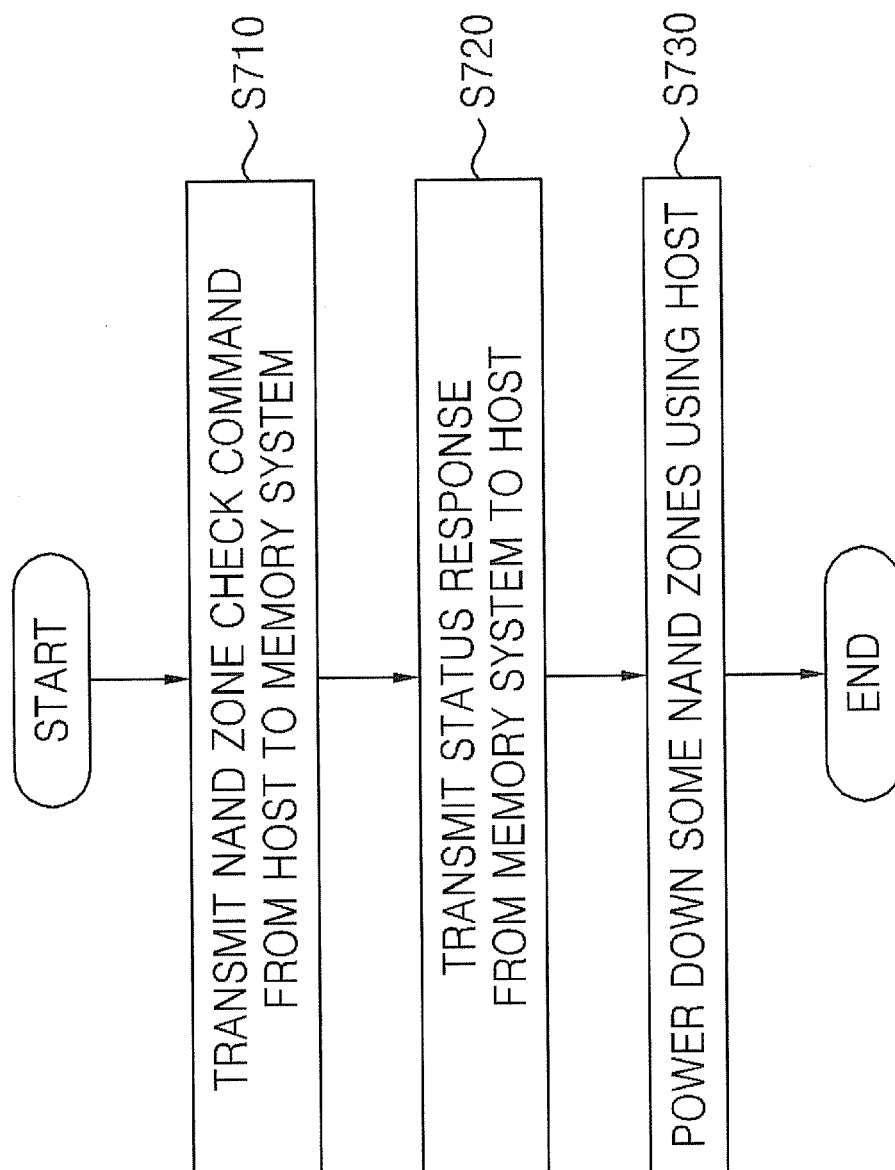 START
TRANSMIT NAND ZONE CHECK COMMAND
FROM HOST TO MEMORY SYSTEM
S710
TRANSMIT STATUS RESPONSE
FROM MEMORY SYSTEM TO HOST
S720
POWER DOWN SOME NAND ZONES USING HOST
S730
END